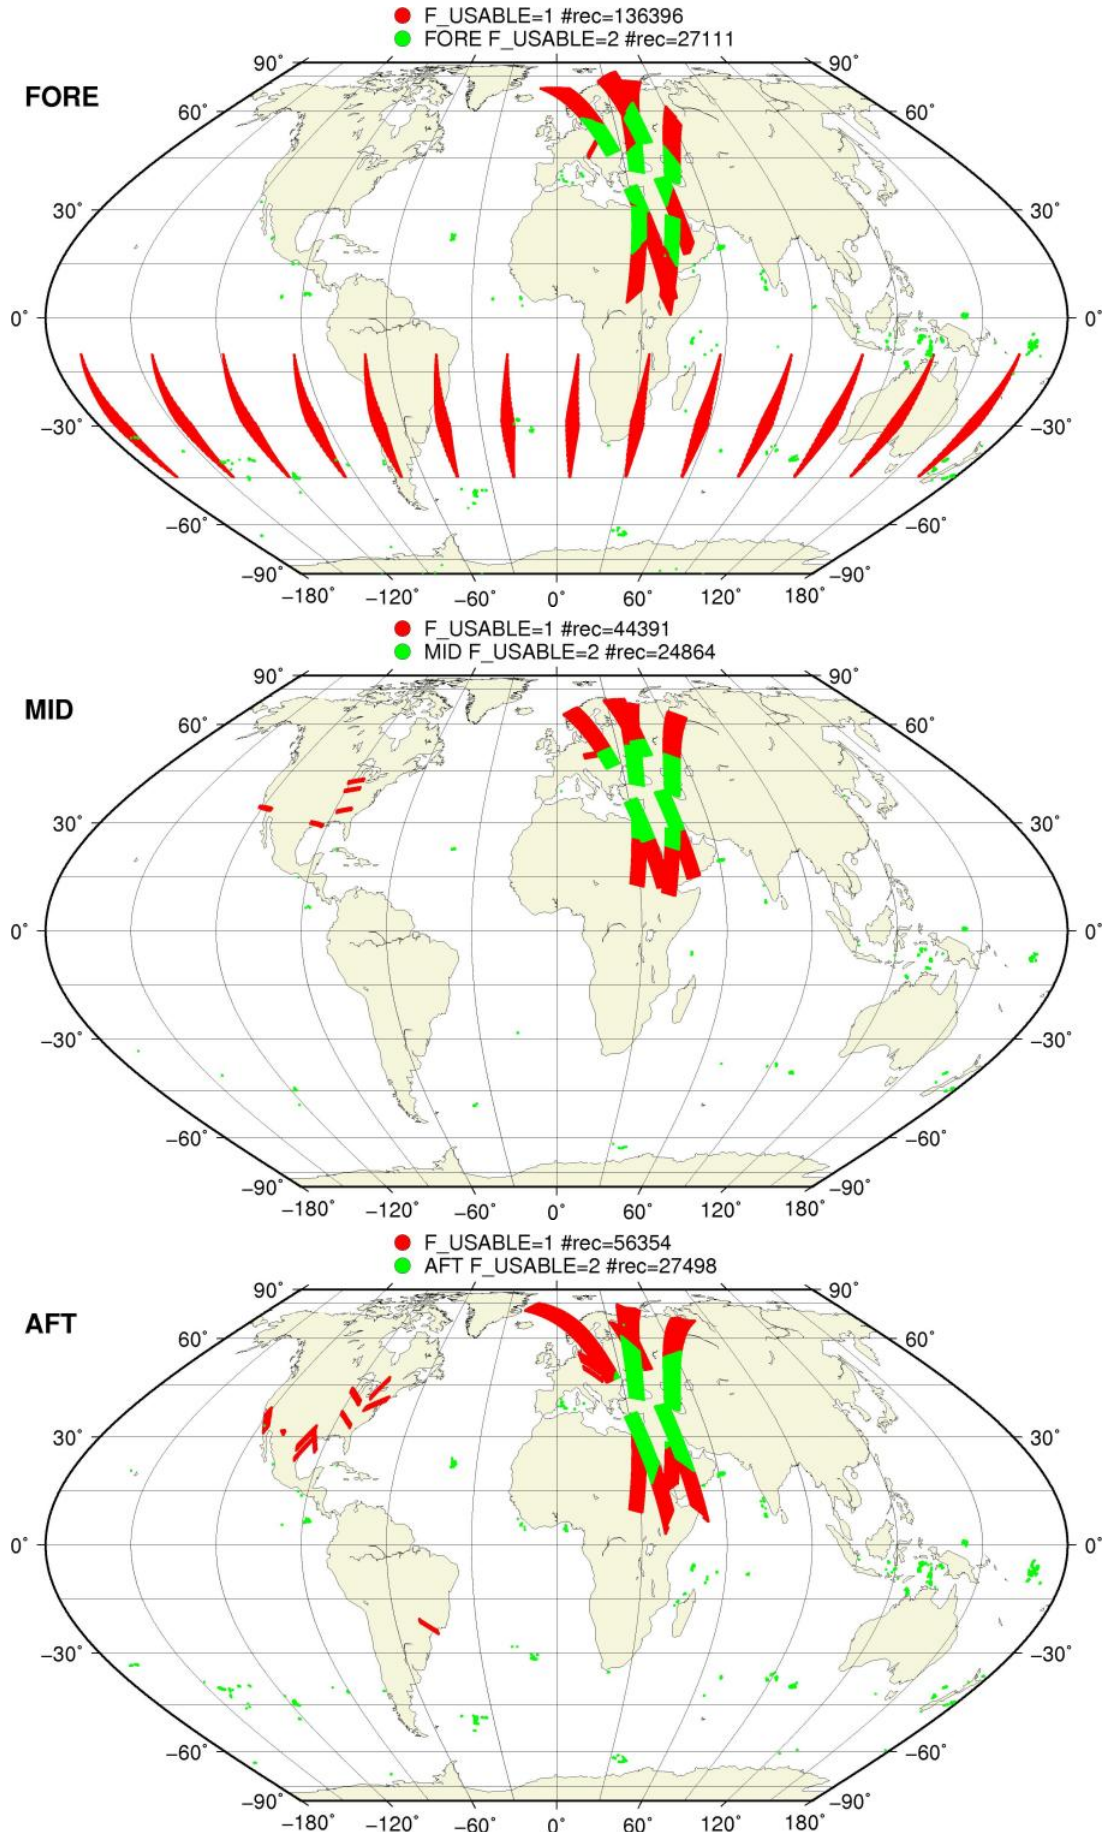 F_USABLE=1 #rec=136396
FORE F_USABLE=2 #rec=27111
FORE
90° 90°
60° 60°
30° 30°
0° 0°
−30° −30°
−60° −60°
−90° −90°
−180° −120° −60° 0° 60° 120° 180°
F_USABLE=1 #rec=44391
MID F_USABLE=2 #rec=24864
MID
90° 90°
60° 60°
30° 30°
0° 0°
−30° −30°
−60° −60°
−90° −90°
−180° −120° −60° 0° 60° 120° 180°
F_USABLE=1 #rec=56354
AFT F_USABLE=2 #rec=27498
AFT
90° 90°
60° 60°
30° 30°
0° 0°
−30° −30°
−60° −60°
−90° −90°
−180° −120° −60° 0° 60° 120° 180°